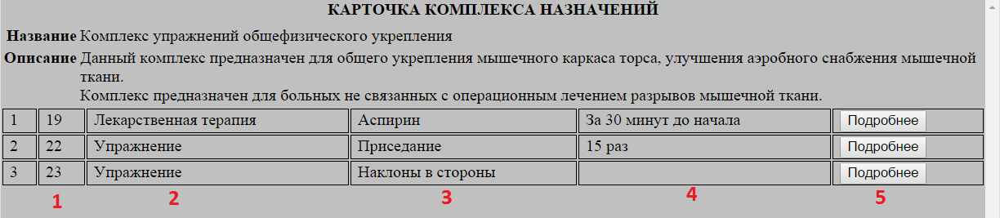 КАРТОЧКА КОМПЛЕКСА НАЗНАЧЕНИЙ
Название Комплекс упражнений общефизического укрепления
Описание Данный комплекс предназначен для общего укрепления мышечного каркаса торса, улучшения аэробного снабжения мышечной
ткани.
Комплекс предназначен для больных не связанных с операционным лечением разрывов мышечной ткани.
1 19 Лекарственная терапия Аспирин За 30 минут до начала Подробнее
2 22 Упражнение Приседание 15 раз Подробнее
3 23 Упражнение Наклоны в стороны Подробнее
1 2 3 4 5